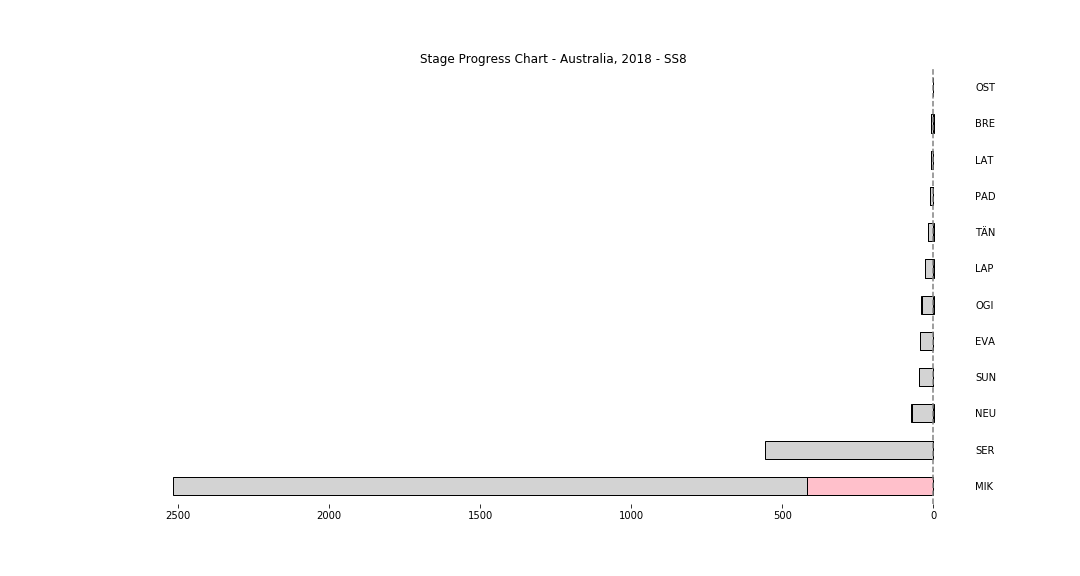 Stage Progress Chart - Australia, 2018 - SS8
OST
BRE
LAT
PAD
TÄN
LAP
OGI
EVA
SUN
NEU
SER
MIK
2500 2000 1500 1000 500 0